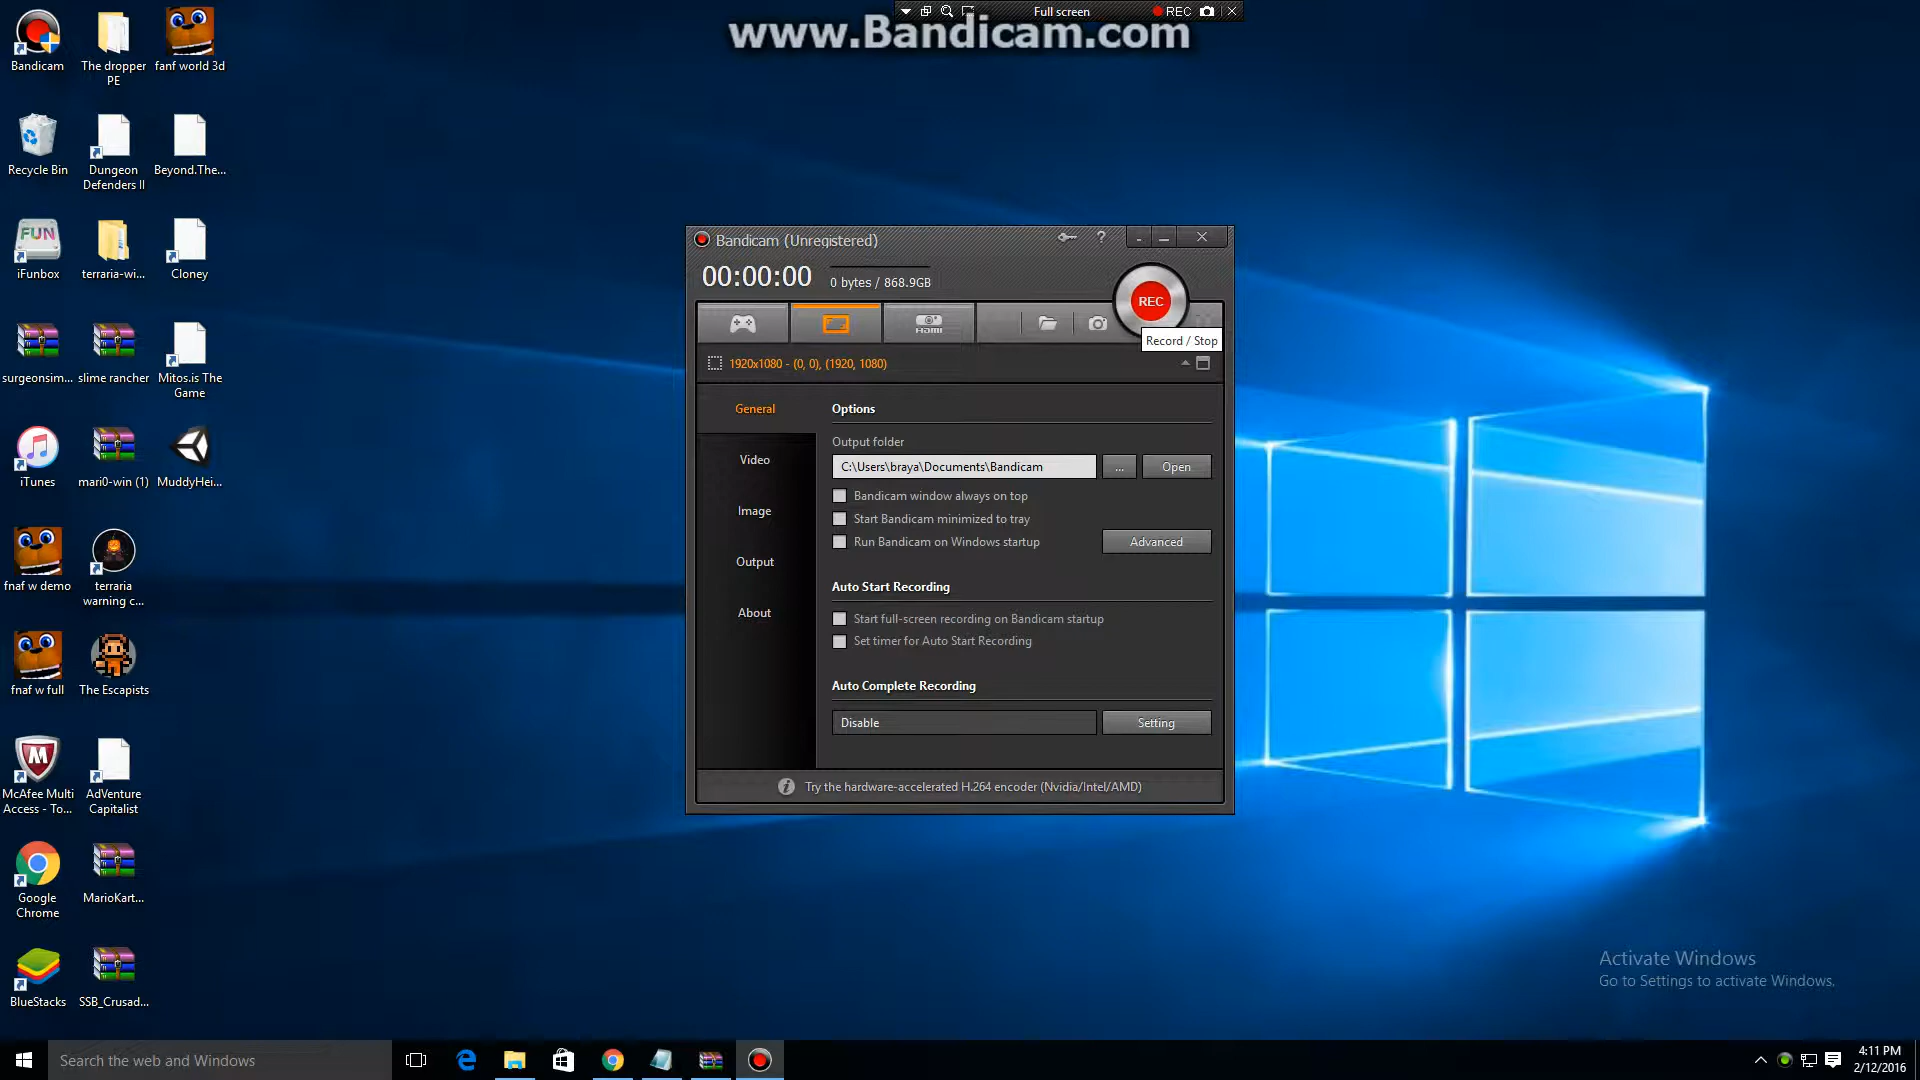 Full screen
REC
www.Bandicam.com
Bandicam
The dropper
PE
fanf world 3d
Recycle Bin
Dungeon
Defenders II
Beyond.The...
FUN
iFunbox
terraria-wi...
Cloney
surgeonsim...
slime rancher
Mitos.is The
Game
iTunes
mari0-win (1)
MuddyHei...
fnaf w demo
terraria
warning c...
fnaf w full
The Escapists
McAfee Multi
Access - To...
AdVenture
Capitalist
Google
Chrome
MarioKart...
BlueStacks
SSB_Crusad...
Bandicam (Unregistered)
?
00:00:00
0 bytes / 868.9GB
REC
HDMI
Record / Stop
1920x1080 - (0, 0), (1920, 1080)
General
Video
Image
Output
About
Options
Output folder
C:\Users\braya\Documents\Bandicam
...
Open
Bandicam window always on top
Start Bandicam minimized to tray
Run Bandicam on Windows startup
Advanced
Auto Start Recording
Start full-screen recording on Bandicam startup
Set timer for Auto Start Recording
Auto Complete Recording
Disable
Setting
Try the hardware-accelerated H.264 encoder (Nvidia/Intel/AMD)
Activate Windows
Go to Settings to activate Windows.
Search the web and Windows
4:11 PM
2/12/2016